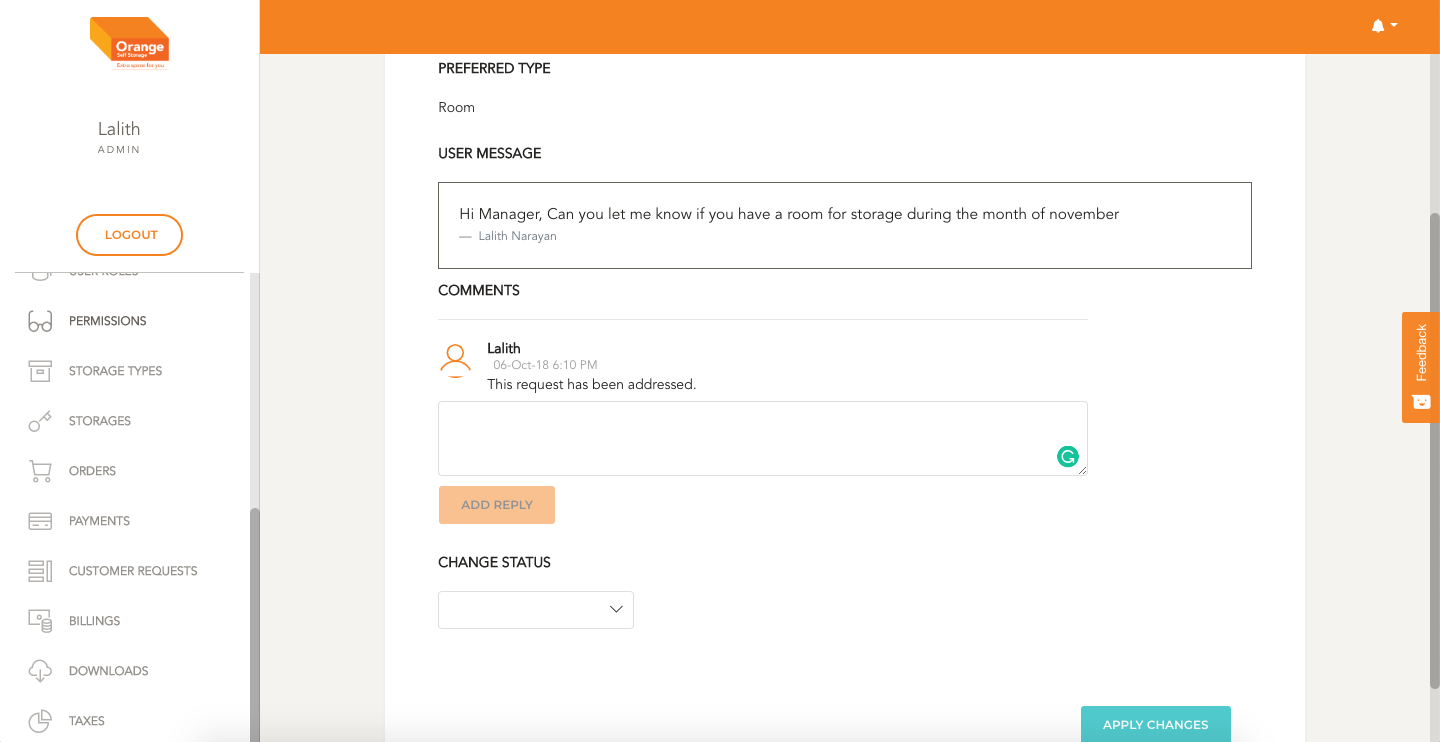 Orange
Self Storage
Extra space for you
Lalith
ADMIN
LOGOUT
USER ROLES
PERMISSIONS
STORAGE TYPES
STORAGES
ORDERS
PAYMENTS
CUSTOMER REQUESTS
BILLINGS
DOWNLOADS
TAXES
PREFERRED TYPE
Room
USER MESSAGE
Hi Manager, Can you let me know if you have a room for storage during the month of november
— Lalith Narayan
COMMENTS
Lalith
06-Oct-18 6:10 PM
This request has been addressed.
ADD REPLY
CHANGE STATUS
APPLY CHANGES
Feedback